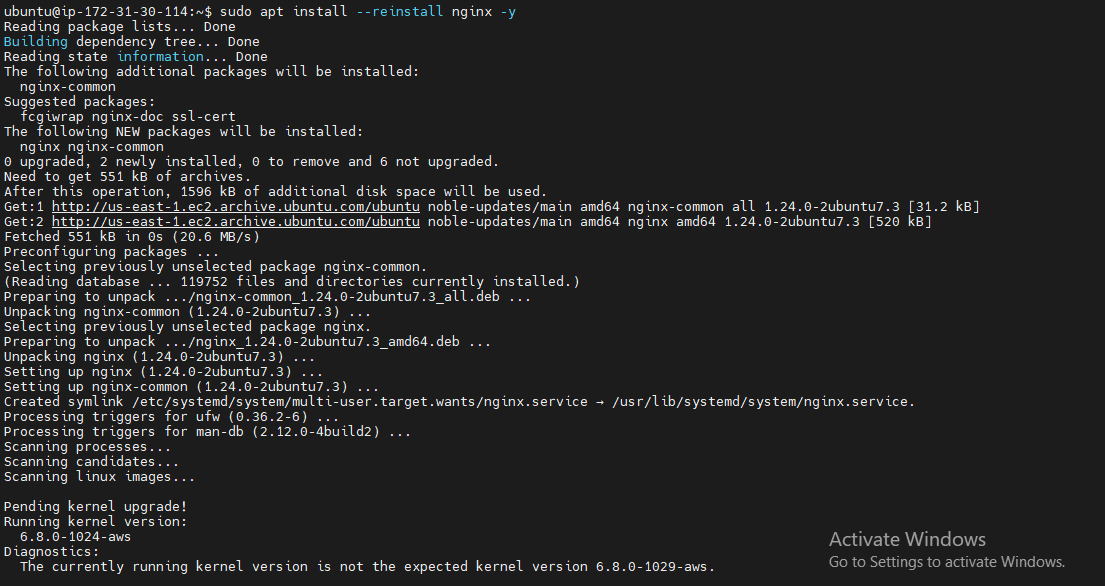 ubuntu@ip-172-31-30-114:~$ sudo apt install --reinstall nginx -y
Reading package lists... Done
Building dependency tree... Done
Reading state information... Done
The following additional packages will be installed:
  nginx-common
Suggested packages:
  fcgiwrap nginx-doc ssl-cert
The following NEW packages will be installed:
  nginx nginx-common
0 upgraded, 2 newly installed, 0 to remove and 6 not upgraded.
Need to get 551 kB of archives.
After this operation, 1596 kB of additional disk space will be used.
Get:1 http://us-east-1.ec2.archive.ubuntu.com/ubuntu noble-updates/main amd64 nginx-common all 1.24.0-2ubuntu7.3 [31.2 kB]
Get:2 http://us-east-1.ec2.archive.ubuntu.com/ubuntu noble-updates/main amd64 nginx amd64 1.24.0-2ubuntu7.3 [520 kB]
Fetched 551 kB in 0s (20.6 MB/s)
Preconfiguring packages ...
Selecting previously unselected package nginx-common.
(Reading database ... 119752 files and directories currently installed.)
Preparing to unpack .../nginx-common_1.24.0-2ubuntu7.3_all.deb ...
Unpacking nginx-common (1.24.0-2ubuntu7.3) ...
Selecting previously unselected package nginx.
Preparing to unpack .../nginx_1.24.0-2ubuntu7.3_amd64.deb ...
Unpacking nginx (1.24.0-2ubuntu7.3) ...
Setting up nginx (1.24.0-2ubuntu7.3) ...
Setting up nginx-common (1.24.0-2ubuntu7.3) ...
Created symlink /etc/systemd/system/multi-user.target.wants/nginx.service → /usr/lib/systemd/system/nginx.service.
Processing triggers for ufw (0.36.2-6) ...
Processing triggers for man-db (2.12.0-4build2) ...
Scanning processes...
Scanning candidates...
Scanning linux images...

Pending kernel upgrade!
Running kernel version:
  6.8.0-1024-aws
Diagnostics:
  The currently running kernel version is not the expected kernel version 6.8.0-1029-aws.
Activate Windows
Go to Settings to activate Windows.